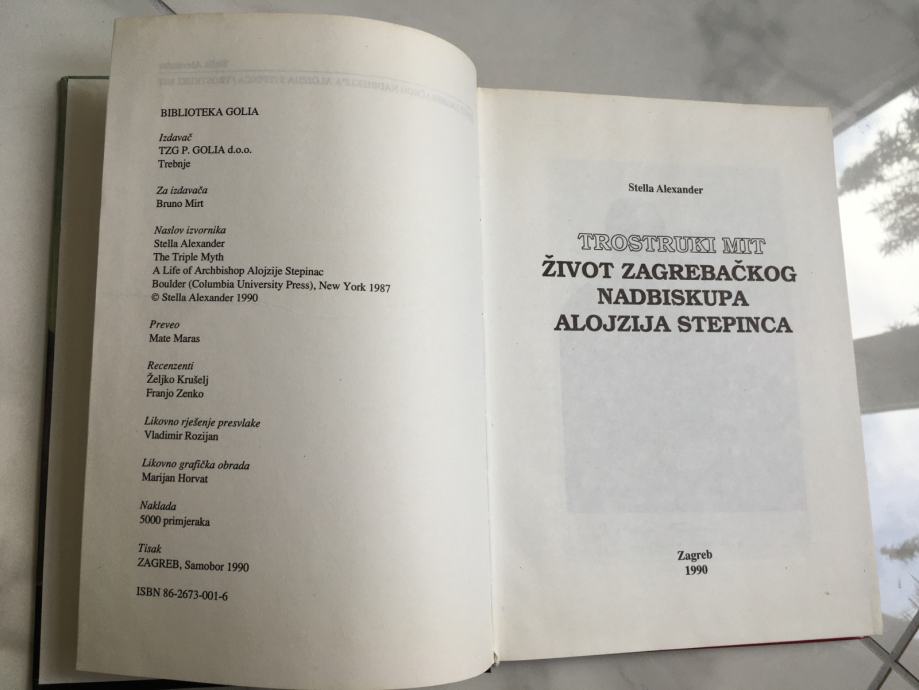 BIBLIOTEKA GOLIA
Izdavač
TZG P. GOLIA d.o.o.
Trebnje
Za izdavača
Bruno Mirt
Naslov izvornika
Stella Alexander
The Triple Myth
A Life of Archbishop Alojzije Stepinac
Boulder (Columbia University Press), New York 1987
© Stella Alexander 1990
Preveo
Mate Maras
Recenzenti
Željko Krušelj
Franjo Zenko
Likovno rješenje presvlake
Vladimir Rozijan
Likovno grafička obrada
Marijan Horvat
Naklada
5000 primjeraka
Tisak
ZAGREB, Samobor 1990
ISBN 86-2673-001-6
Stella Alexander
TROSTRUKI MIT
ŽIVOT ZAGREBAČKOG
NADBISKUPA
ALOJZIJA STEPINCA
Zagreb
1990